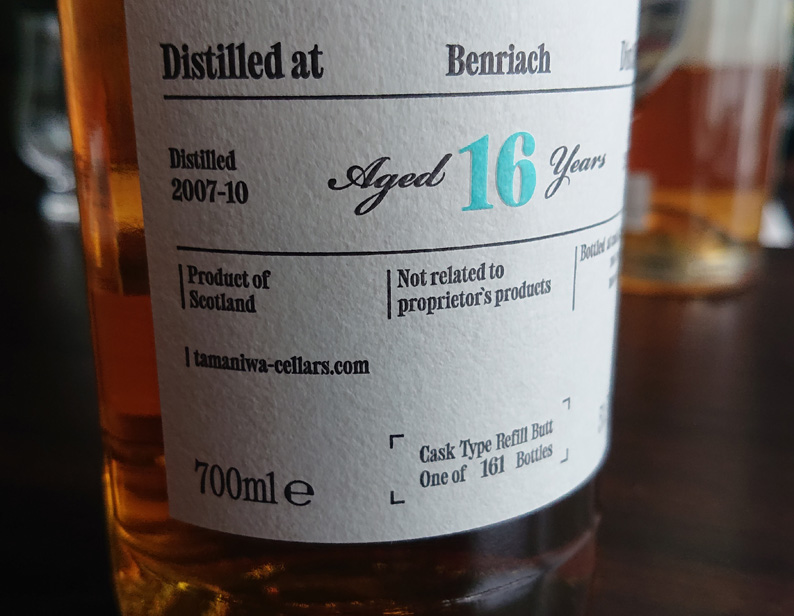 Distilled at Benriach
Distilled
2007-10
Aged 16 Years
Product of
Scotland
Not related to
proprietor's products
Bottled
tamaniwa-cellars.com
Cask Type Refill Butt
One of 161 Bottles
700ml e